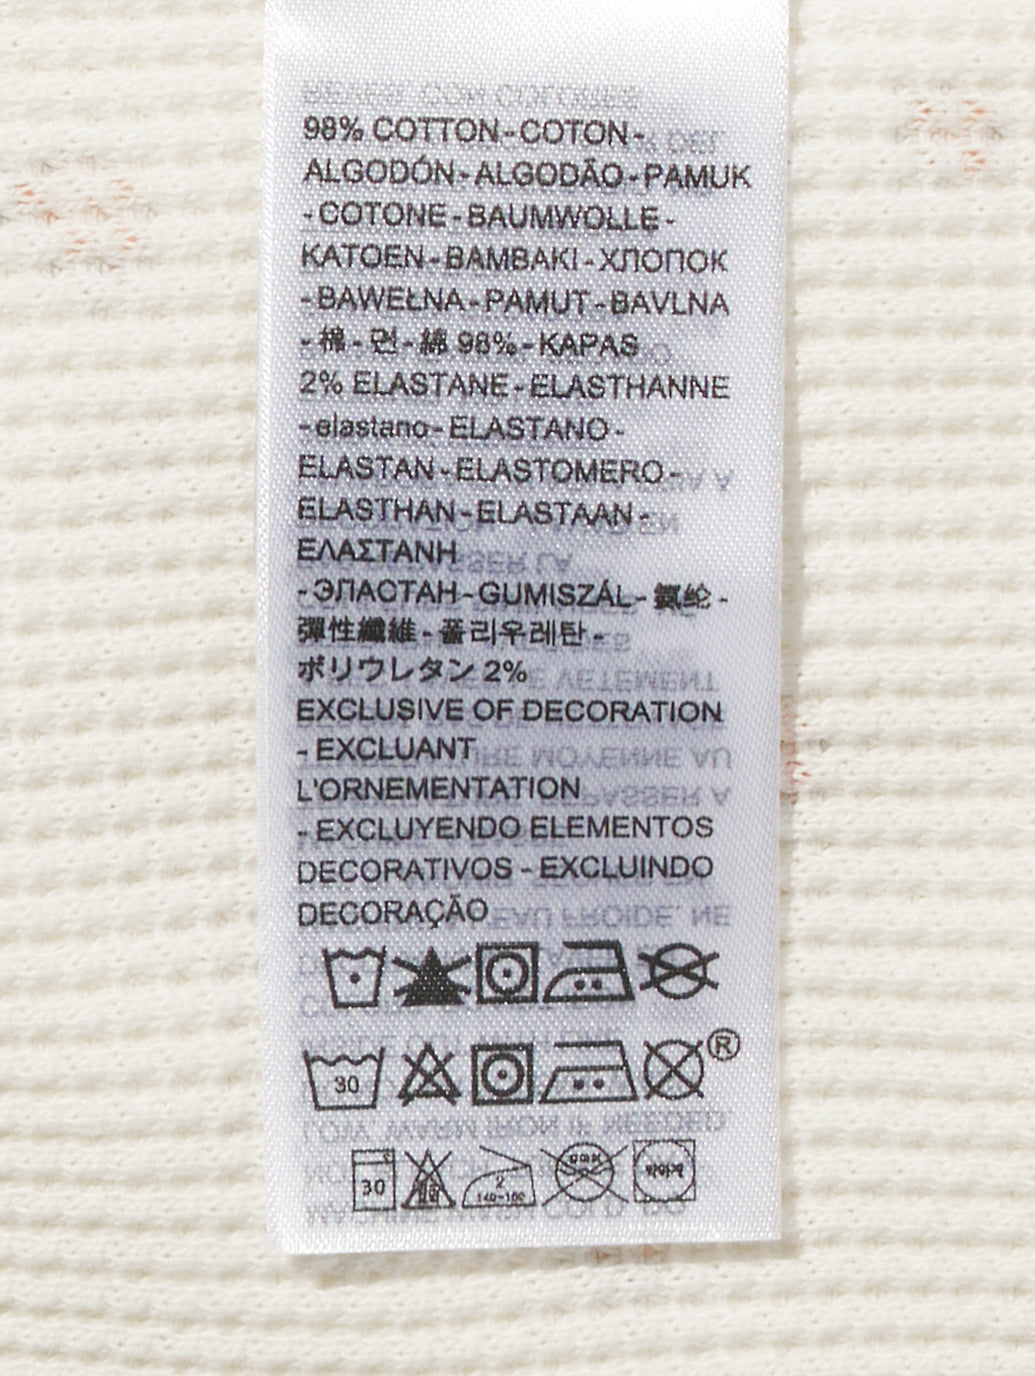 98% COTTON - COTON -
ALGODÓN - ALGODÃO - PAMUK
- COTONE - BAUMWOLLE -
KATOEN - BAMBAKI - ХЛОПОК
- BAWEŁNA - PAMUT - BAVLNA
- 棉 - 면 - 綿 98% - KAPAS
2% ELASTANE - ELASTHANNE
- elastano - ELASTANO -
ELASTAN - ELASTOMERO -
ELASTHAN - ELASTAAN -
ΕΛΑΣΤΑΝΗ
- ЭЛАСТАН - GUMISZÁL - 氨纶 -
彈性纖維 - 폴리우레탄 -
ポリウレタン 2%
EXCLUSIVE OF DECORATION
- EXCLUANT
L'ORNEMENTATION
- EXCLUYENDO ELEMENTOS
DECORATIVOS - EXCLUINDO
DECORAÇÃO
30 ®
30 2 140-160